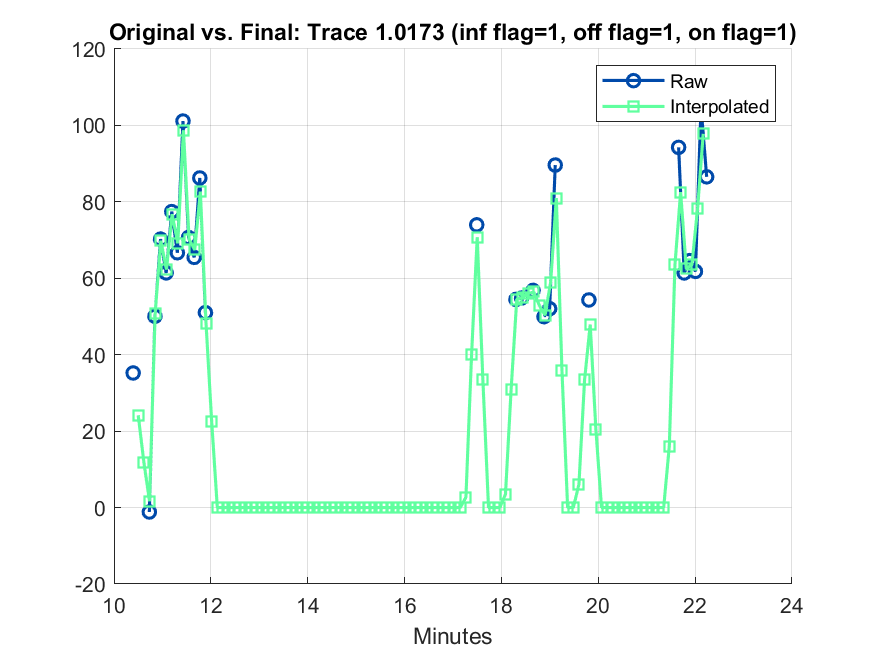 Original vs. Final: Trace 1.0173 (inf flag=1, off flag=1, on flag=1)
120
100
80
60
40
20
0
-20
Raw
Interpolated
10 12 14 16 18 20 22 24
Minutes